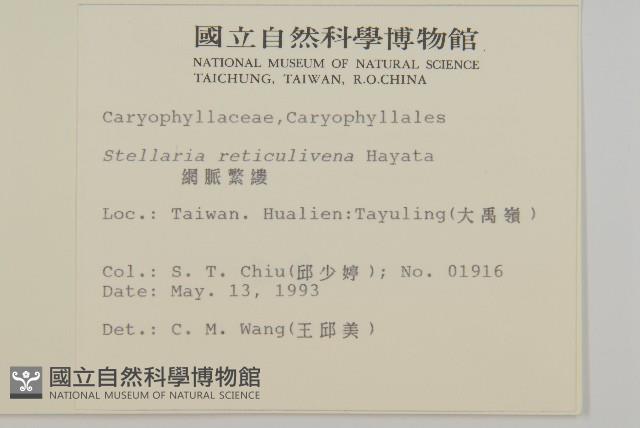 國立自然科學博物館
NATIONAL MUSEUM OF NATURAL SCIENCE
TAICHUNG, TAIWAN, R.O.CHINA
Caryophyllaceae,Caryophyllales
Stellaria reticulivena Hayata
網脈繁縷
Loc.: Taiwan. Hualien:Tayuling(大禹嶺)
Col.: S. T. Chiu(邱少婷); No. 01916
Date: May. 13, 1993
Det.: C. M. Wang(王邱美)
國立自然科學博物館
NATIONAL MUSEUM OF NATURAL SCIENCE